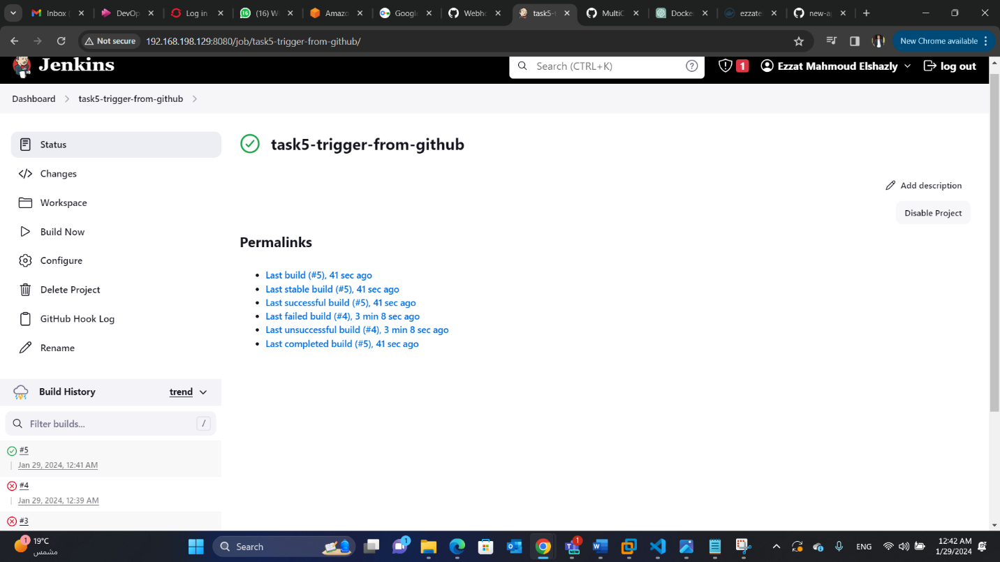 Inbox (
DevOp
Log in
(16) W
Amazo
Google
Webho
task5-t
MultiC
Docke
ezzate
new-a
Not secure
192.168.198.129:8080/job/task5-trigger-from-github/
New Chrome available
Jenkins
Search (CTRL+K)
?
1
Ezzat Mahmoud Elshazly
log out
Dashboard
task5-trigger-from-github
Status
Changes
Workspace
Build Now
Configure
Delete Project
GitHub Hook Log
Rename
task5-trigger-from-github
Add description
Disable Project
Permalinks
Last build (#5), 41 sec ago
Last stable build (#5), 41 sec ago
Last successful build (#5), 41 sec ago
Last failed build (#4), 3 min 8 sec ago
Last unsuccessful build (#4), 3 min 8 sec ago
Last completed build (#5), 41 sec ago
Build History
trend
Filter builds...
/
#5
Jan 29, 2024, 12:41 AM
#4
Jan 29, 2024, 12:39 AM
#3
1
19°C
مشمس
Search
1
1
NEW
ENG
12:42 AM
1/29/2024